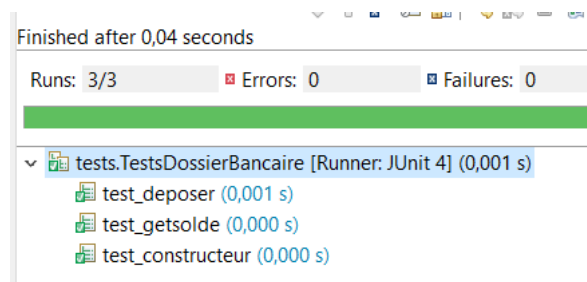 Finished after 0,04 seconds
Runs: 3/3 Errors: 0 Failures: 0
tests.TestsDossierBancaire [Runner: JUnit 4] (0,001 s)
test_deposer (0,001 s)
test_getsolde (0,000 s)
test_constructeur (0,000 s)